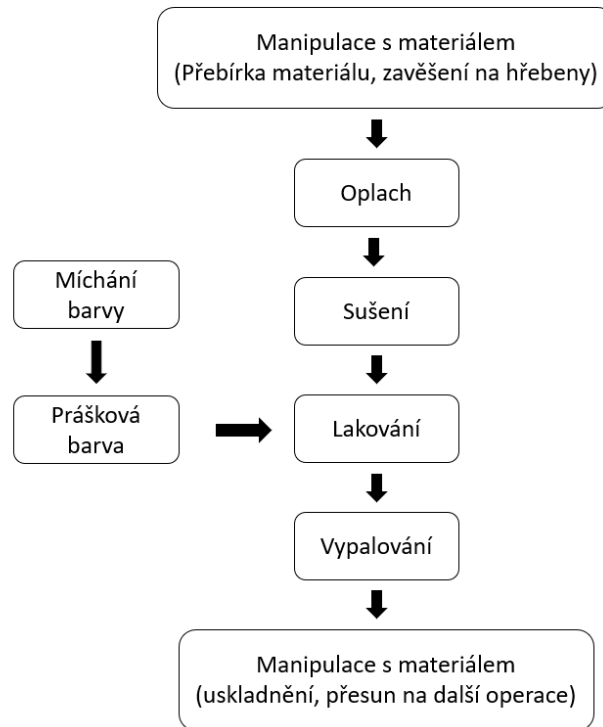 Manipulace s materiálem
(Přebírka materiálu, zavěšení na hřebeny)
Oplach
Míchání
barvy
Sušení
Prášková
barva
Lakování
Vypalování
Manipulace s materiálem
(uskladnění, přesun na další operace)